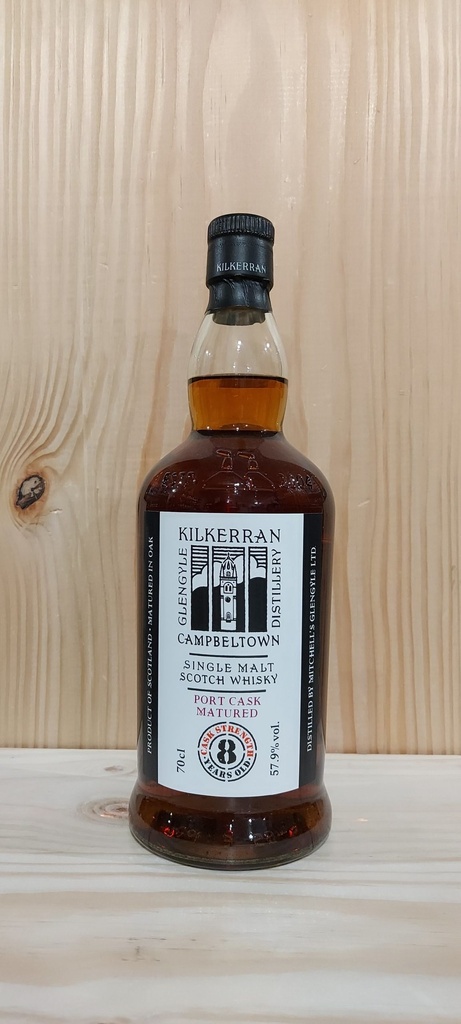 KILKERRAN
KILKERRAN
GLENGYLE
DISTILLERY
CAMPBELTOWN
SINGLE MALT
SCOTCH WHISKY
PORT CASK
MATURED
CASK STRENGTH
8
YEARS OLD
70cl
57.9% vol.
PRODUCT OF SCOTLAND • MATURED IN OAK
DISTILLED BY MITCHELL'S GLENGYLE LTD